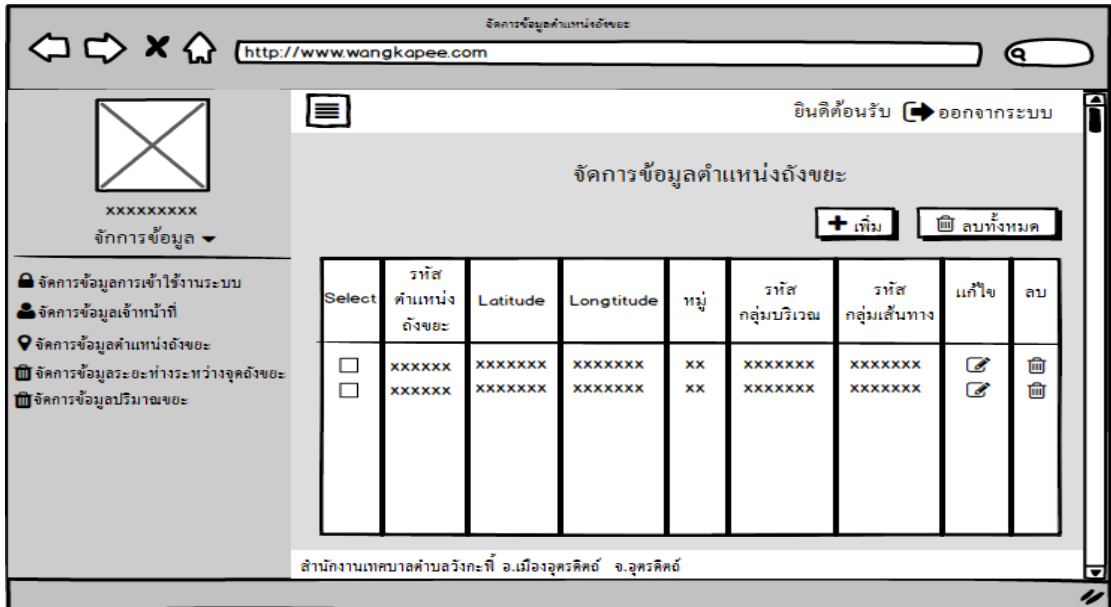 จัดการข้อมูลตำแหน่งถังขยะ
http://www.wangkapee.com
ยินดีต้อนรับ ออกจากระบบ
xxxxxxxxx
จักการข้อมูล
จัดการข้อมูลการเข้าใช้งานระบบ
จัดการข้อมูลเจ้าหน้าที่
จัดการข้อมูลตำแหน่งถังขยะ
จัดการข้อมูลระยะห่างระหว่างจุดถังขยะ
จัดการข้อมูลปริมาณขยะ
จัดการข้อมูลตำแหน่งถังขยะ
เพิ่ม ลบทั้งหมด
Select รหัสตำแหน่งถังขยะ Latitude Longtitude หมู่ รหัสกลุ่มบริเวณ รหัสกลุ่มเส้นทาง แก้ไข ลบ
xxxxxx xxxxxxx xxxxxxx xx xxxxxxx xxxxxxx
xxxxxx xxxxxxx xxxxxxx xx xxxxxxx xxxxxxx
สำนักงานเทศบาลตำบลวังกะพี้ อ.เมืองอุตรดิตถ์ จ.อุตรดิตถ์